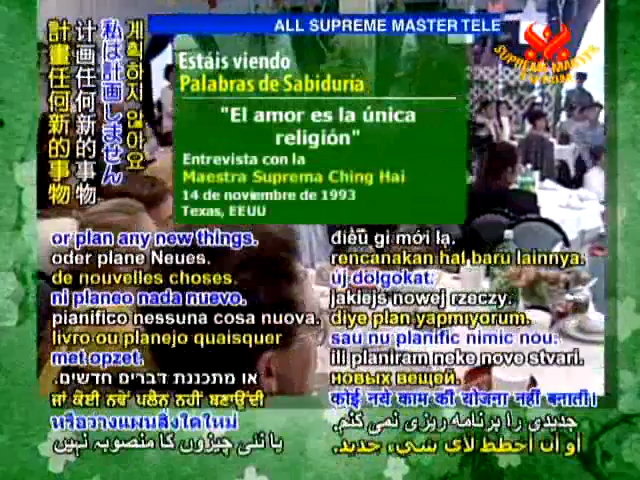 ALL SUPREME MASTER TELE
SUPREME MASTER
Estáis viendo
Palabras de Sabiduría
"El amor es la única
religión"
Entrevista con la
Maestra Suprema Ching Hai
14 de noviembre de 1993
Texas, EEUU
계획하지 않아요
私は計画しません
计画任何新的事物
計畫任何新的事物
or plan any new things.
oder plane Neues.
de nouvelles choses.
ni planeo nada nuevo.
pianifico nessuna cosa nuova.
livro ou planejo quaisquer
met opzet.
או מתכננת דברים חדשים.
ਜਾਂ ਕੋਈ ਨਵੇਂ ਪਲੈਨ ਨਹੀਂ ਬਣਾਉਂਦੀ
หรือวางแผนสิ่งใดใหม่
یا نئی چیزوں کا منصوبہ نہیں
điều gì mới lạ.
rencanakan hal baru lainnya.
új dolgokat.
jakiejś nowej rzeczy.
diye plan yapmıyorum.
sau nu planific nimic nou.
ili planiram neke nove stvari.
новых вещей.
कोई नये काम की योजना नहीं बनाती।
جدیدی را برنامه ریزی نمی کنم.
أو أن أخطط لأي شيء جديد.